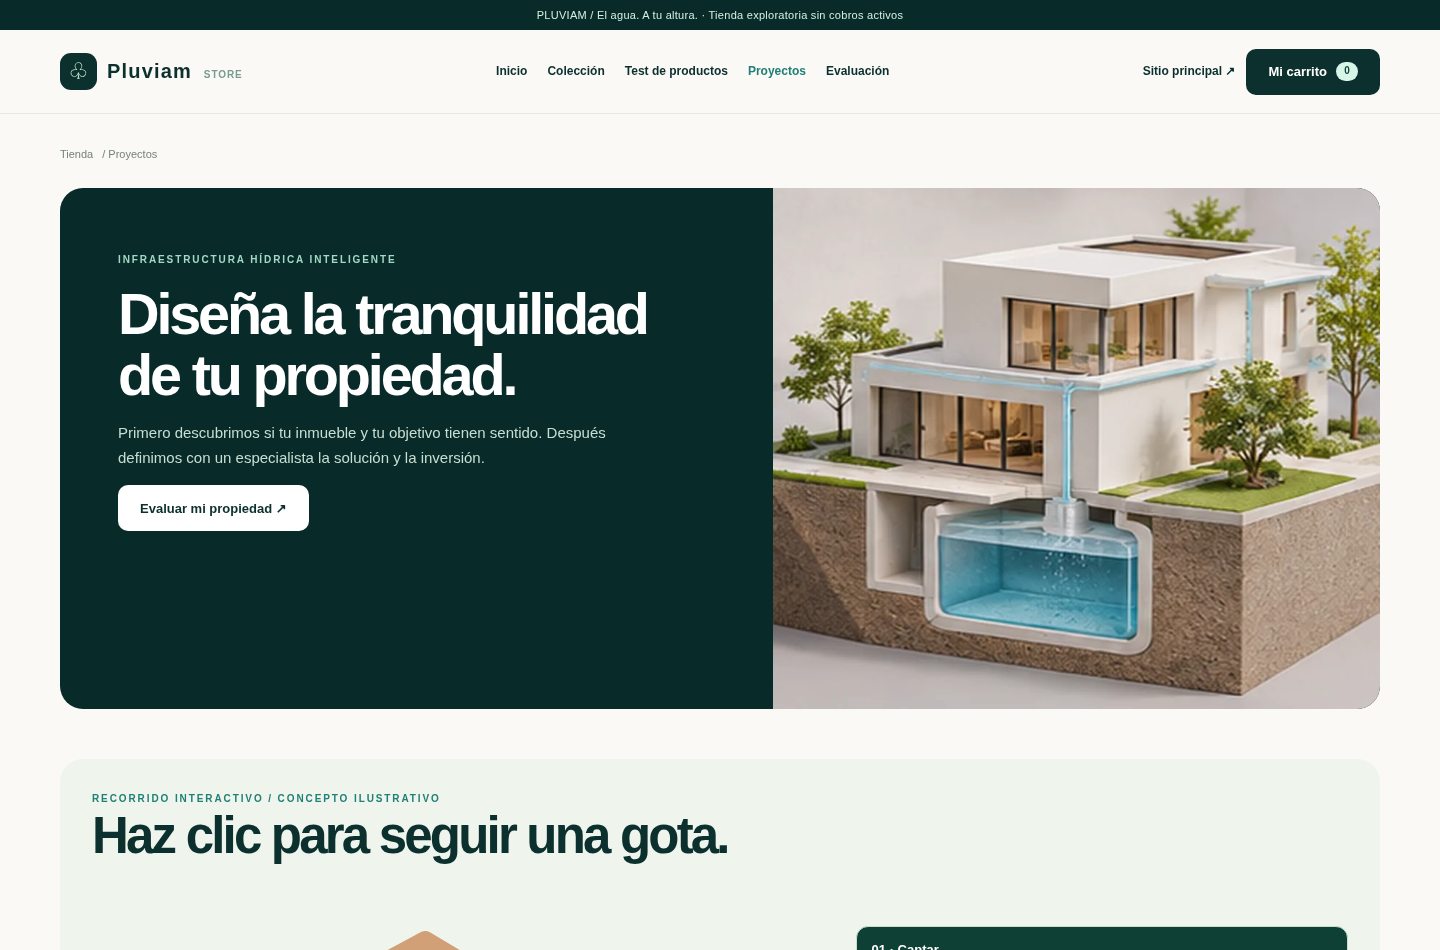 PLUVIAM / El agua. A tu altura. · Tienda exploratoria sin cobros activos
Pluviam STORE
Inicio Colección Test de productos Proyectos Evaluación
Sitio principal ↗ Mi carrito 0
Tienda / Proyectos
INFRAESTRUCTURA HÍDRICA INTELIGENTE
Diseña la tranquilidad
de tu propiedad.
Primero descubrimos si tu inmueble y tu objetivo tienen sentido. Después
definimos con un especialista la solución y la inversión.
Evaluar mi propiedad ↗
RECORRIDO INTERACTIVO / CONCEPTO ILUSTRATIVO
Haz clic para seguir una gota.
01 · Captar